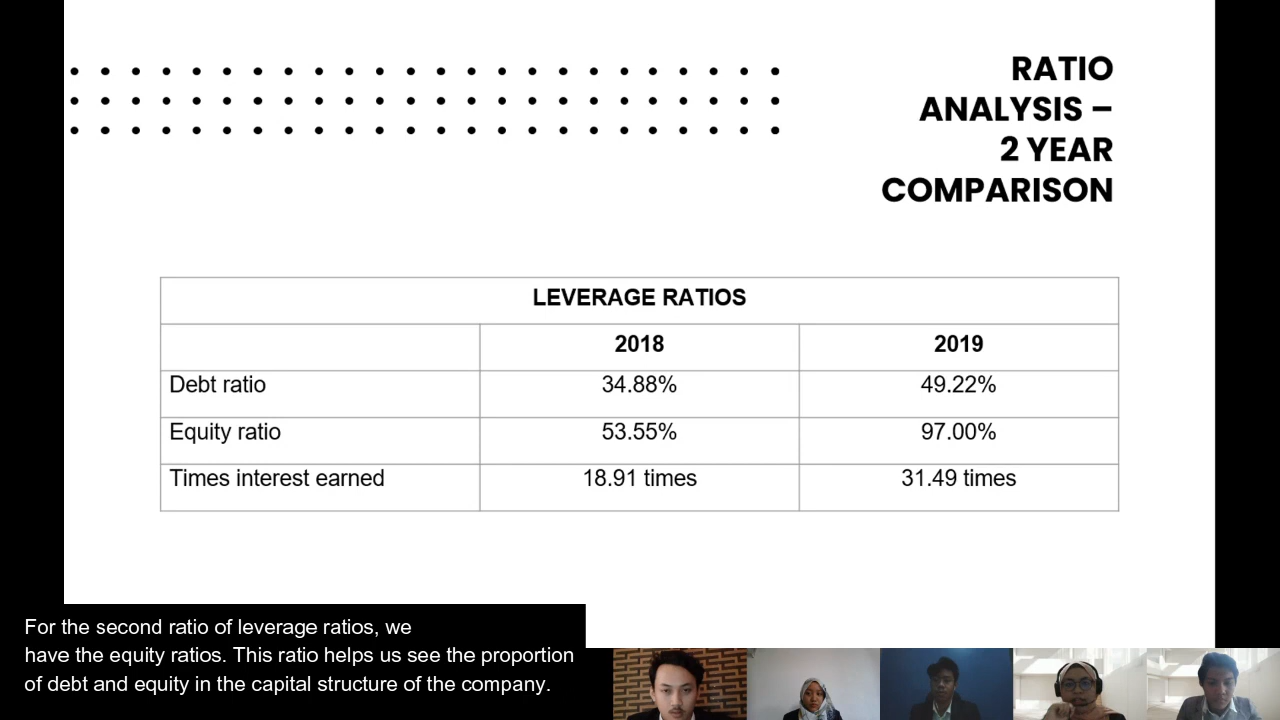 RATIO
ANALYSIS –
2 YEAR
COMPARISON
LEVERAGE RATIOS
2018 2019
Debt ratio 34.88% 49.22%
Equity ratio 53.55% 97.00%
Times interest earned 18.91 times 31.49 times
For the second ratio of leverage ratios, we
have the equity ratios. This ratio helps us see the proportion
of debt and equity in the capital structure of the company.